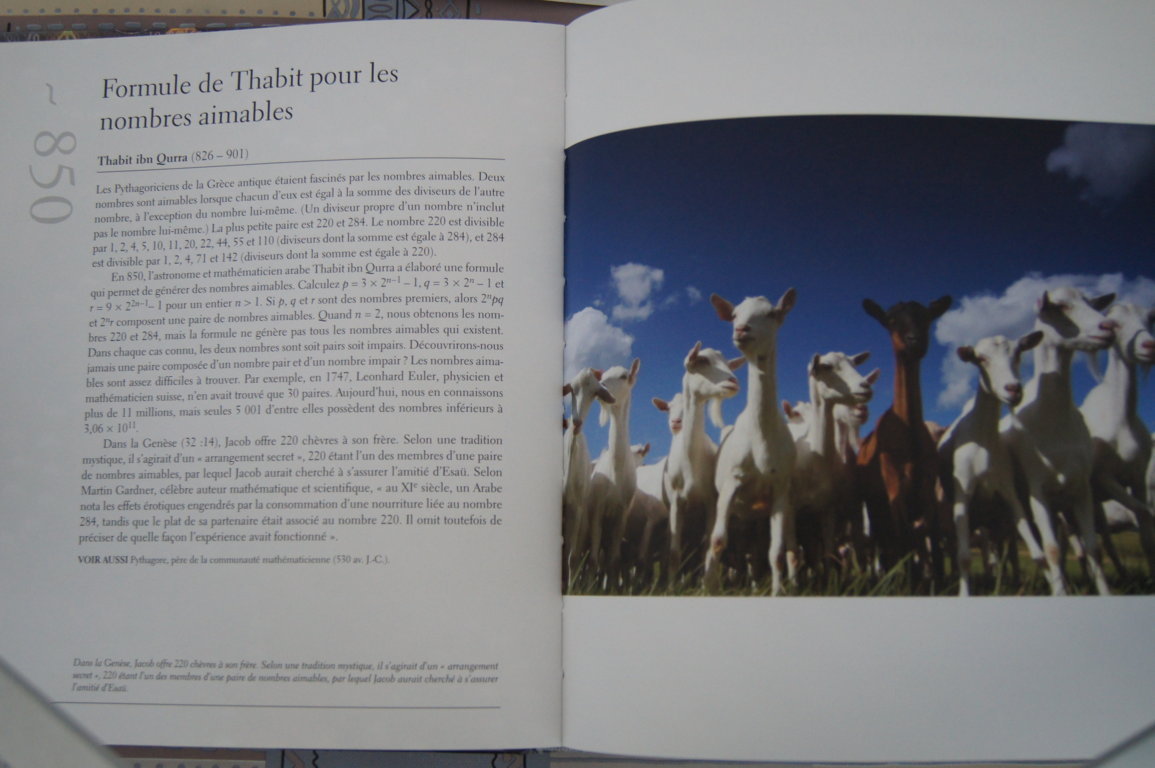 ~ 850
Formule de Thabit pour les
nombres aimables
Thabit ibn Qurra (826 – 901)
Les Pythagoriciens de la Grèce antique étaient fascinés par les nombres aimables. Deux
nombres sont aimables lorsque chacun d'eux est égal à la somme des diviseurs de l'autre
nombre, à l'exception du nombre lui-même. (Un diviseur propre d'un nombre n'inclut
pas le nombre lui-même.) La plus petite paire est 220 et 284. Le nombre 220 est divisible
par 1, 2, 4, 5, 10, 11, 20, 22, 44, 55 et 110 (diviseurs dont la somme est égale à 284), et 284
est divisible par 1, 2, 4, 71 et 142 (diviseurs dont la somme est égale à 220).
En 850, l'astronome et mathématicien arabe Thabit ibn Qurra a élaboré une formule
qui permet de générer des nombres aimables. Calculez p = 3 × 2ⁿ⁻¹ – 1, q = 3 × 2ⁿ – 1 et
r = 9 × 2²ⁿ⁻¹– 1 pour un entier n > 1. Si p, q et r sont des nombres premiers, alors 2ⁿpq
et 2ⁿr composent une paire de nombres aimables. Quand n = 2, nous obtenons les nom-
bres 220 et 284, mais la formule ne génère pas tous les nombres aimables qui existent.
Dans chaque cas connu, les deux nombres sont soit pairs soit impairs. Découvrirons-nous
jamais une paire composée d'un nombre pair et d'un nombre impair ? Les nombres aima-
bles sont assez difficiles à trouver. Par exemple, en 1747, Leonhard Euler, physicien et
mathématicien suisse, n'en avait trouvé que 30 paires. Aujourd'hui, nous en connaissons
plus de 11 millions, mais seules 5 001 d'entre elles possèdent des nombres inférieurs à
3,06 × 10¹¹.
Dans la Genèse (32 :14), Jacob offre 220 chèvres à son frère. Selon une tradition
mystique, il s'agirait d'un « arrangement secret », 220 étant l'un des membres d'une paire
de nombres aimables, par lequel Jacob aurait cherché à s'assurer l'amitié d'Esaü. Selon
Martin Gardner, célèbre auteur mathématique et scientifique, « au XIᵉ siècle, un Arabe
nota les effets érotiques engendrés par la consommation d'une nourriture liée au nombre
284, tandis que le plat de sa partenaire était associé au nombre 220. Il omit toutefois de
préciser de quelle façon l'expérience avait fonctionné ».
VOIR AUSSI Pythagore, père de la communauté mathématicienne (530 av. J.-C.).
Dans la Genèse, Jacob offre 220 chèvres à son frère. Selon une tradition mystique, il s'agirait d'un « arrangement
secret », 220 étant l'un des membres d'une paire de nombres aimables, par lequel Jacob aurait cherché à s'assurer
l'amitié d'Esaü.